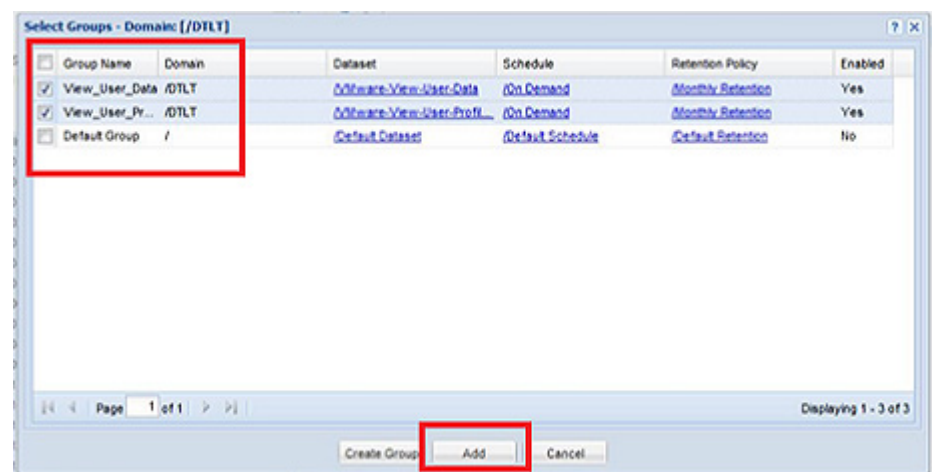 Select Groups - Domain: [/DTLT]
Group Name Domain Dataset Schedule Retention Policy Enabled
View_User_Data /DTLT /VMware-View-User-Data /On Demand /Monthly Retention Yes
View_User_Pr... /DTLT /VMware-View-User-Profil... /On Demand /Monthly Retention Yes
Default Group / /Default Dataset /Default Schedule /Default Retention No
Page 1 of 1 Displaying 1 - 3 of 3
Create Group Add Cancel